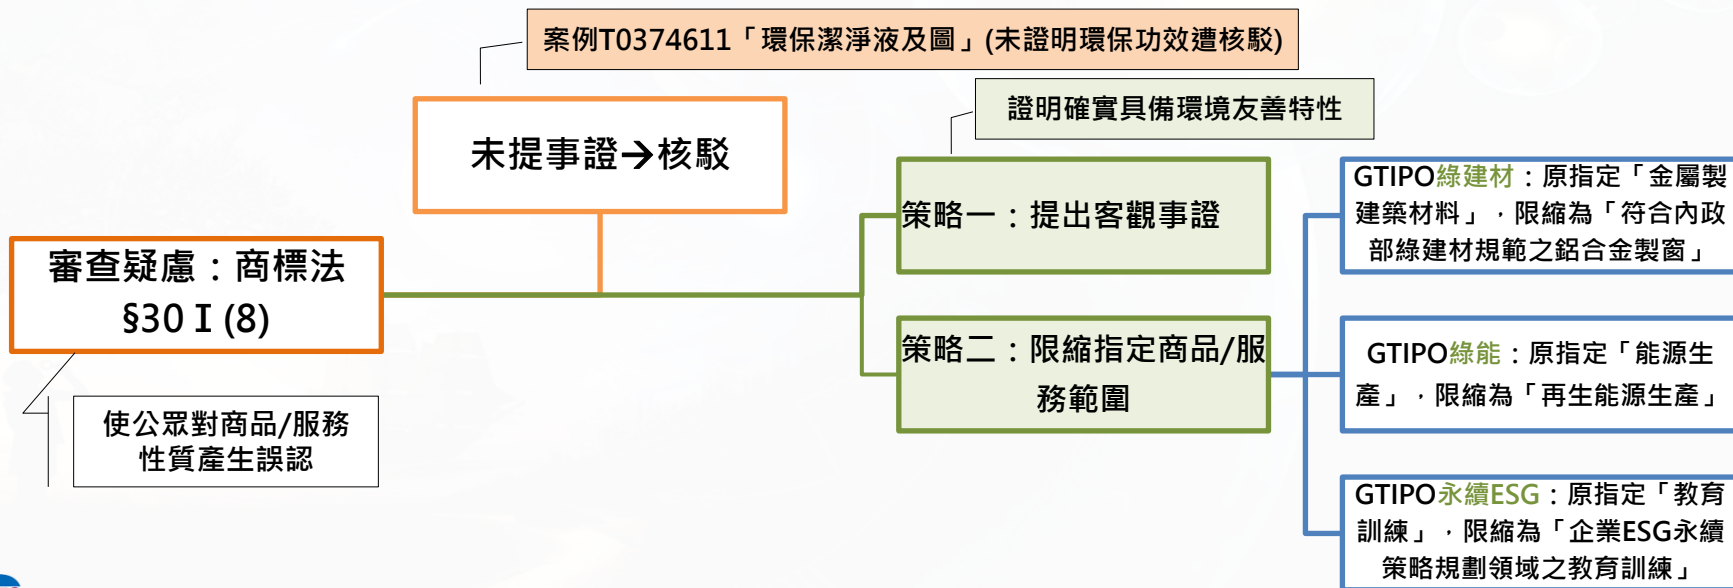 案例T0374611「環保潔淨液及圖」(未證明環保功效遭核駁)
未提事證→核駁
證明確實具備環境友善特性
審查疑慮：商標法
§30 I (8)
使公眾對商品/服務
性質產生誤認
策略一：提出客觀事證
策略二：限縮指定商品/服
務範圍
GTIPO綠建材：原指定「金屬製
建築材料」，限縮為「符合內政
部綠建材規範之鋁合金製窗」
GTIPO綠能：原指定「能源生
產」，限縮為「再生能源生產」
GTIPO永續ESG：原指定「教育
訓練」，限縮為「企業ESG永續
策略規劃領域之教育訓練」